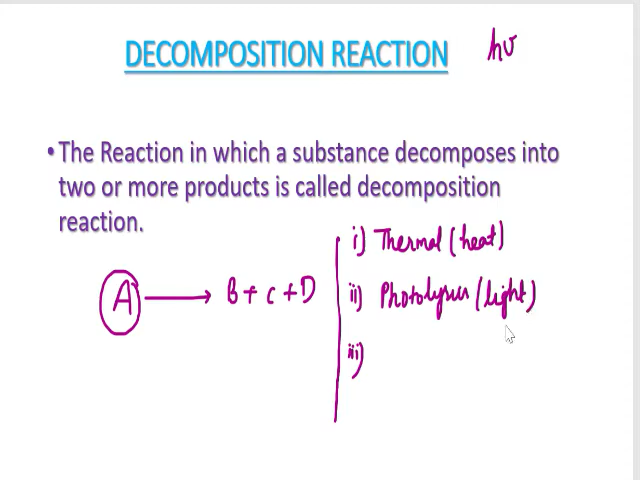 DECOMPOSITION REACTION hν
• The Reaction in which a substance decomposes into
two or more products is called decomposition
reaction.
i) Thermal (heat)
A → B + C + D
ii) Photolysis (light)
iii)